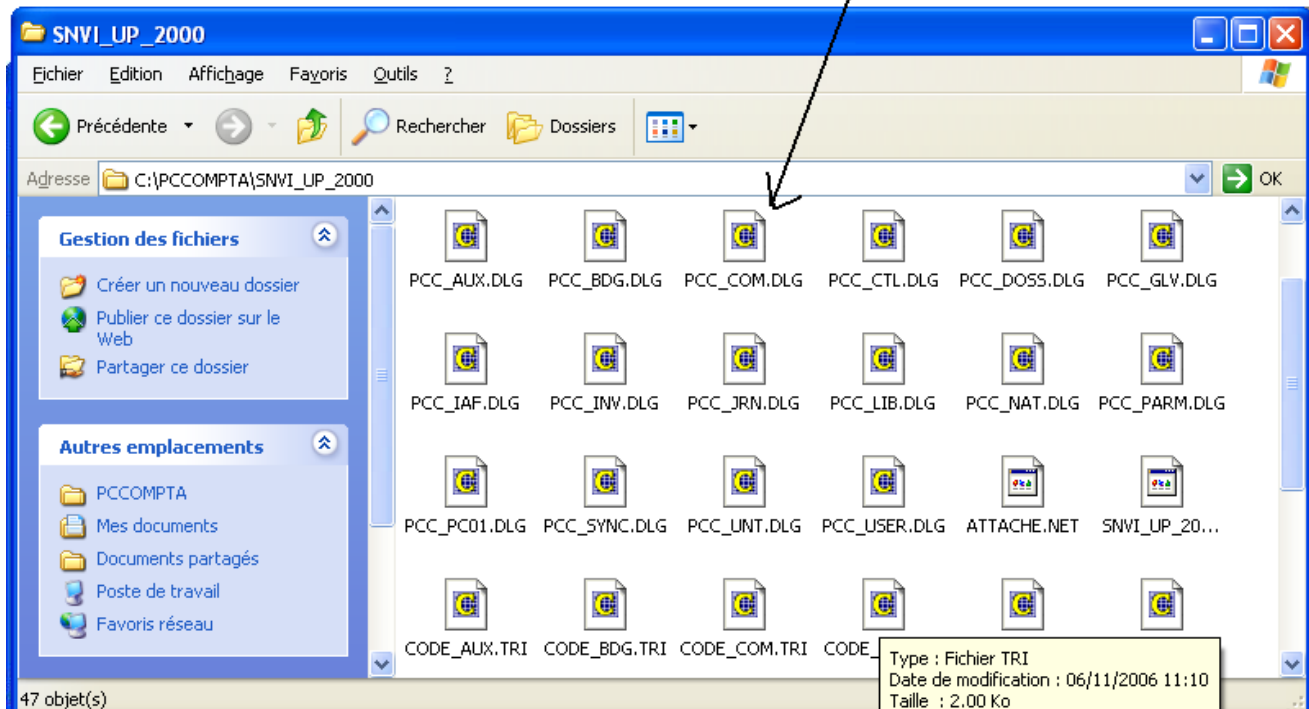 SNVI_UP_2000
Fichier Edition Affichage Favoris Outils ?
Précédente Rechercher Dossiers
Adresse C:\PCCOMPTA\SNVI_UP_2000 OK
Gestion des fichiers
Créer un nouveau dossier
Publier ce dossier sur le
Web
Partager ce dossier
Autres emplacements
PCCOMPTA
Mes documents
Documents partagés
Poste de travail
Favoris réseau
PCC_AUX.DLG PCC_BDG.DLG PCC_COM.DLG PCC_CTL.DLG PCC_DOSS.DLG PCC_GLV.DLG
PCC_IAF.DLG PCC_INV.DLG PCC_JRN.DLG PCC_LIB.DLG PCC_NAT.DLG PCC_PARM.DLG
PCC_PC01.DLG PCC_SYNC.DLG PCC_UNT.DLG PCC_USER.DLG ATTACHE.NET SNVI_UP_20...
CODE_AUX.TRI CODE_BDG.TRI CODE_COM.TRI CODE_
Type : Fichier TRI
Date de modification : 06/11/2006 11:10
Taille : 2.00 Ko
47 objet(s)